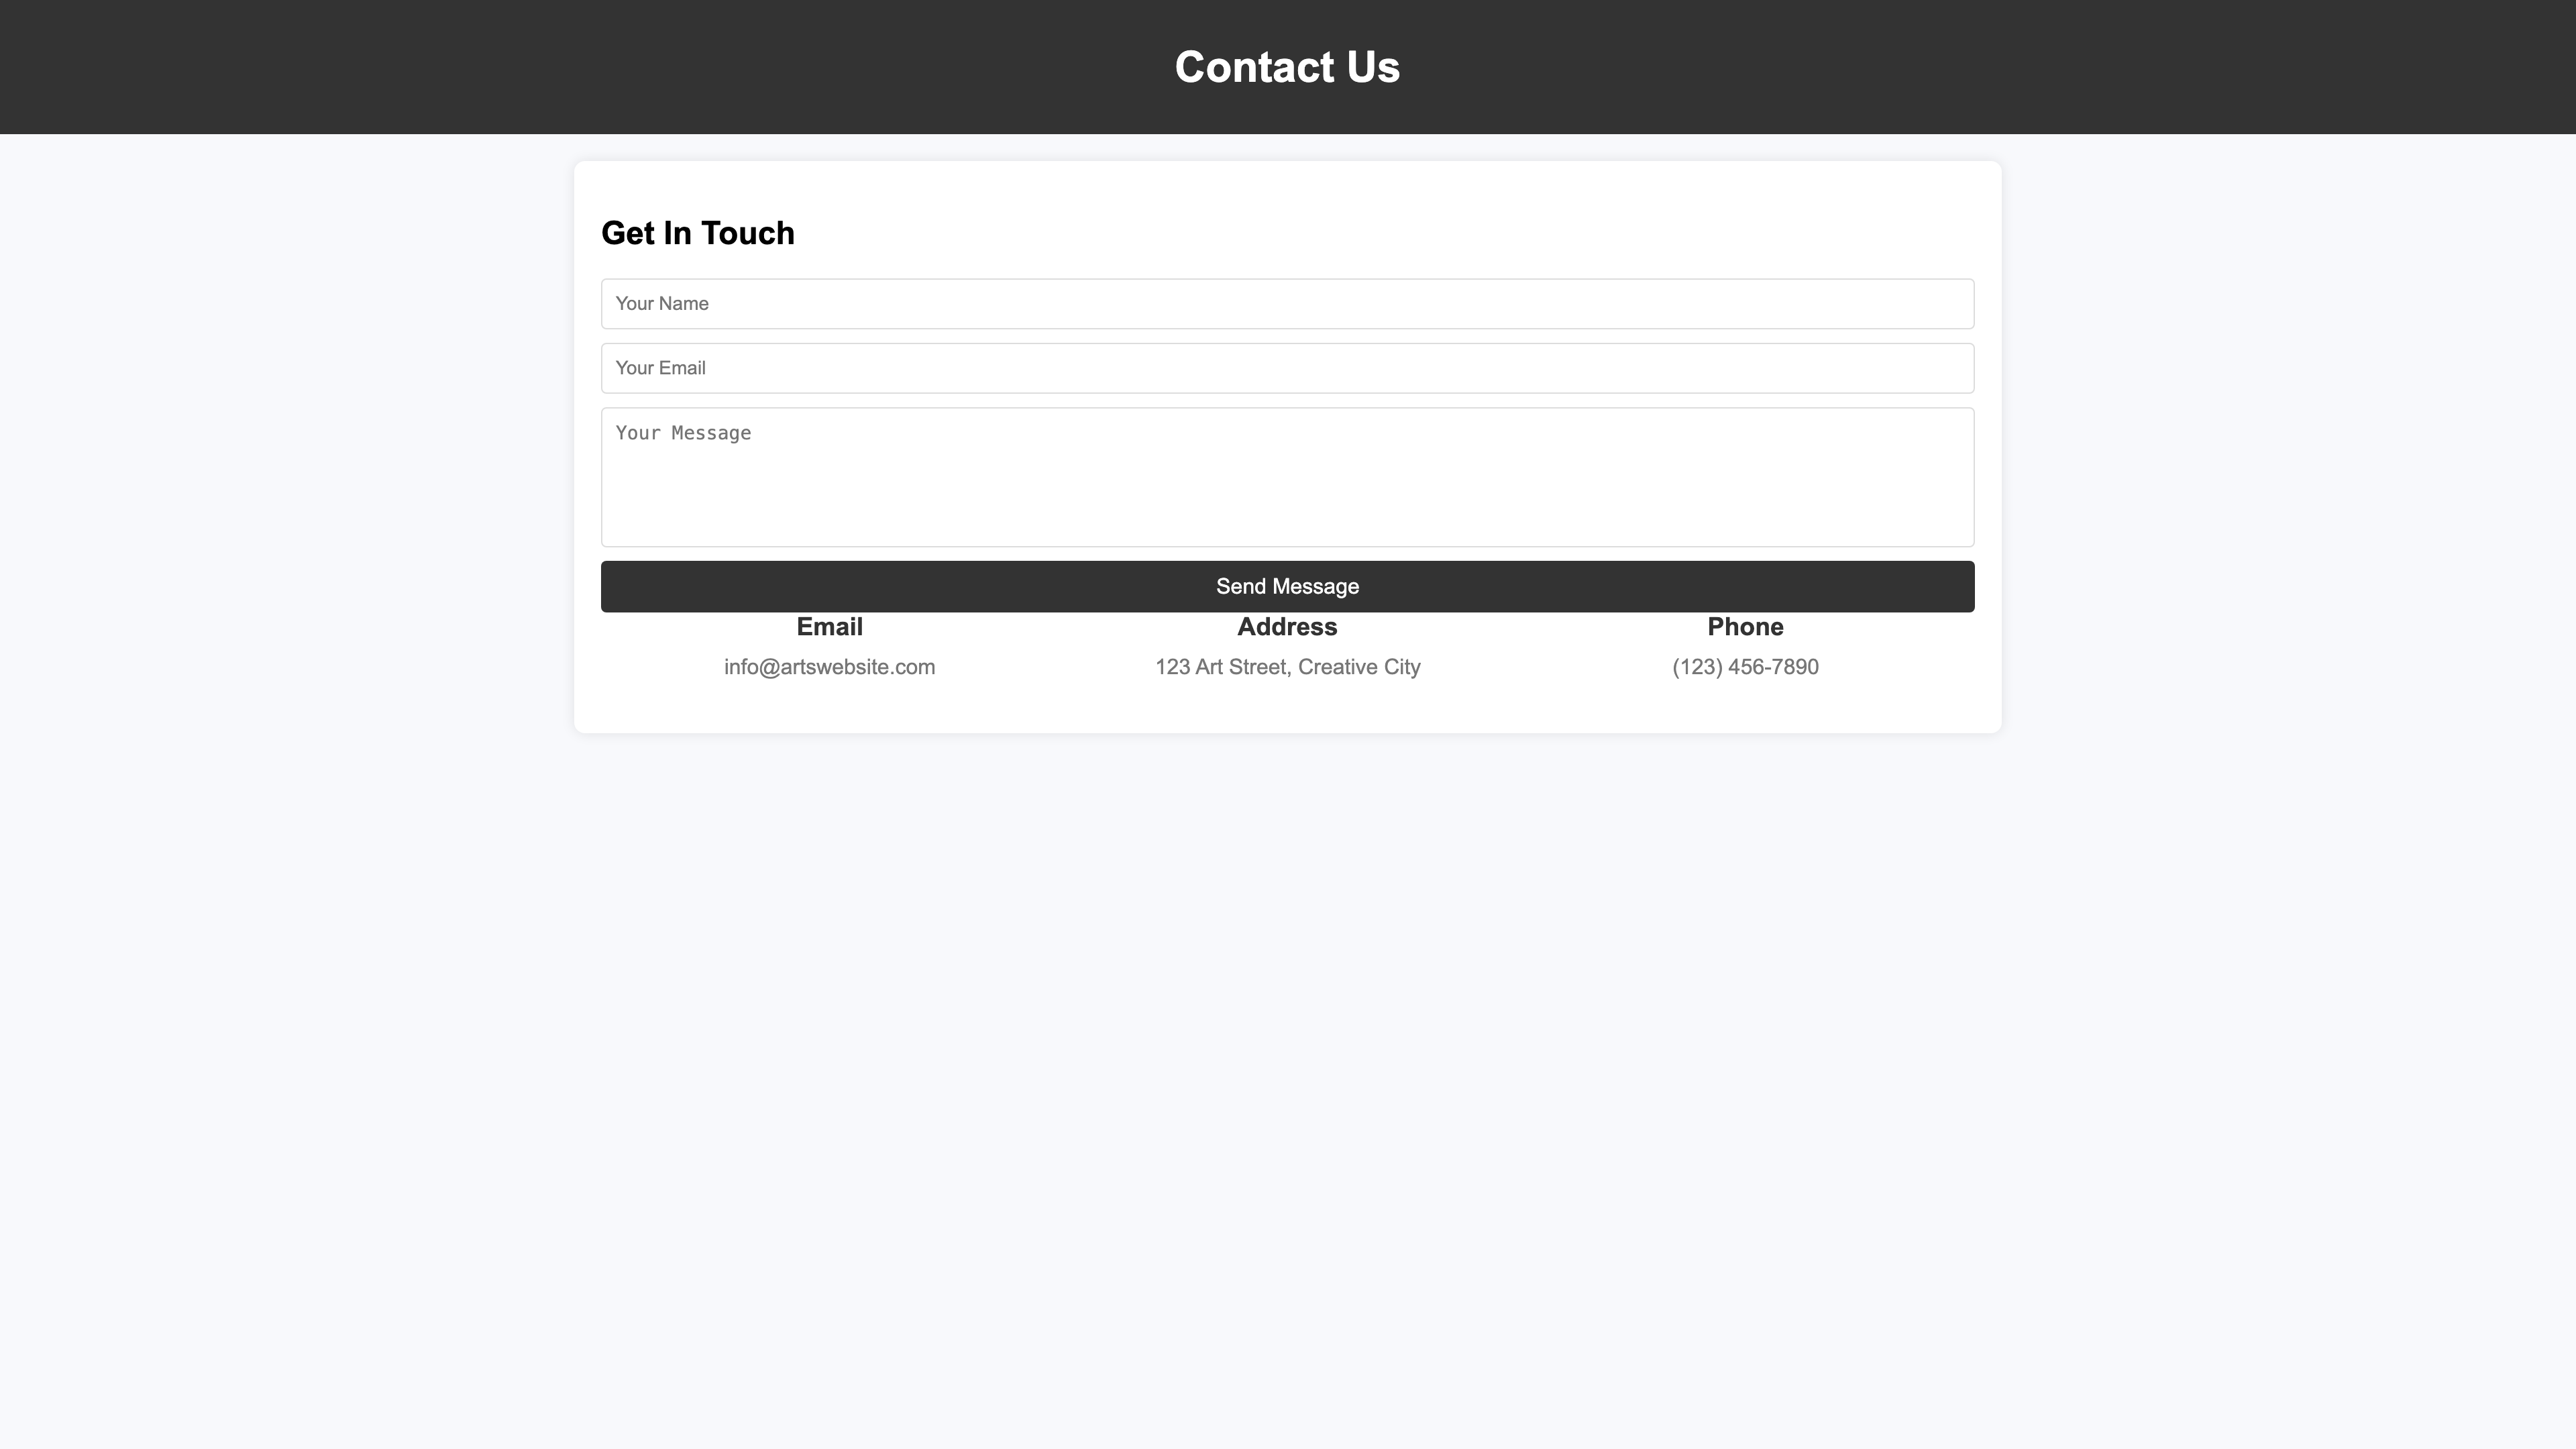 Contact Us
Get In Touch
Your Name
Your Email
Your Message
Send Message
Email Address Phone
info@artswebsite.com 123 Art Street, Creative City (123) 456-7890